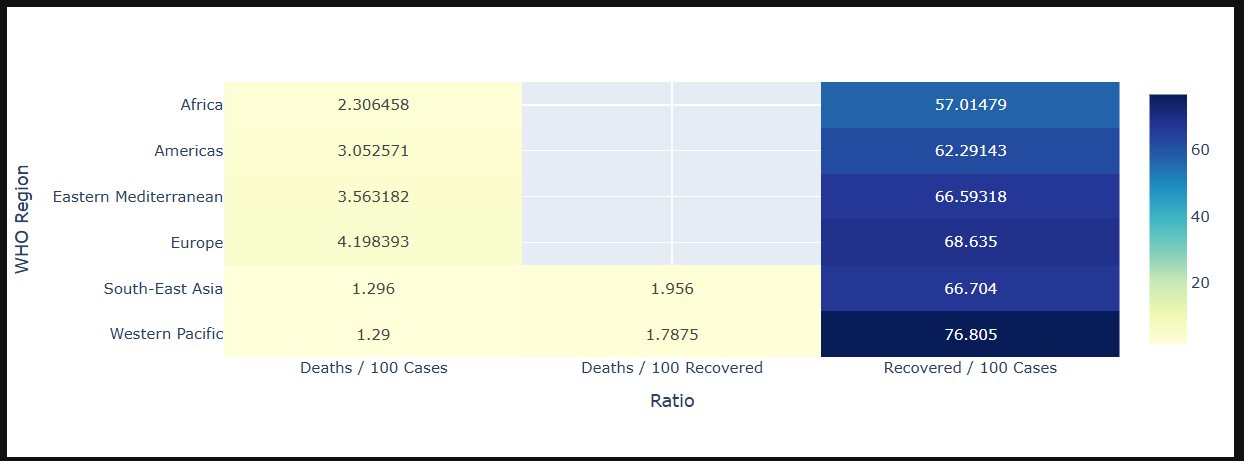 Africa 2.306458 57.01479
Americas 3.052571 62.29143
Eastern Mediterranean 3.563182 66.59318
Europe 4.198393 68.635
South-East Asia 1.296 1.956 66.704
Western Pacific 1.29 1.7875 76.805
Deaths / 100 Cases Deaths / 100 Recovered Recovered / 100 Cases
Ratio
WHO Region
60
40
20